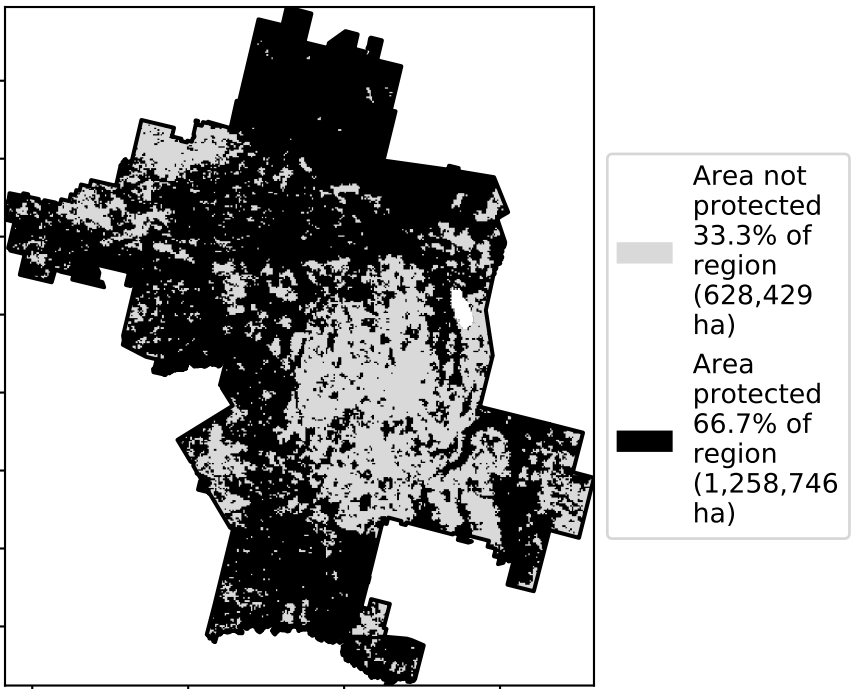 Area not
protected
33.3% of
region
(628,429
ha)
Area
protected
66.7% of
region
(1,258,746
ha)